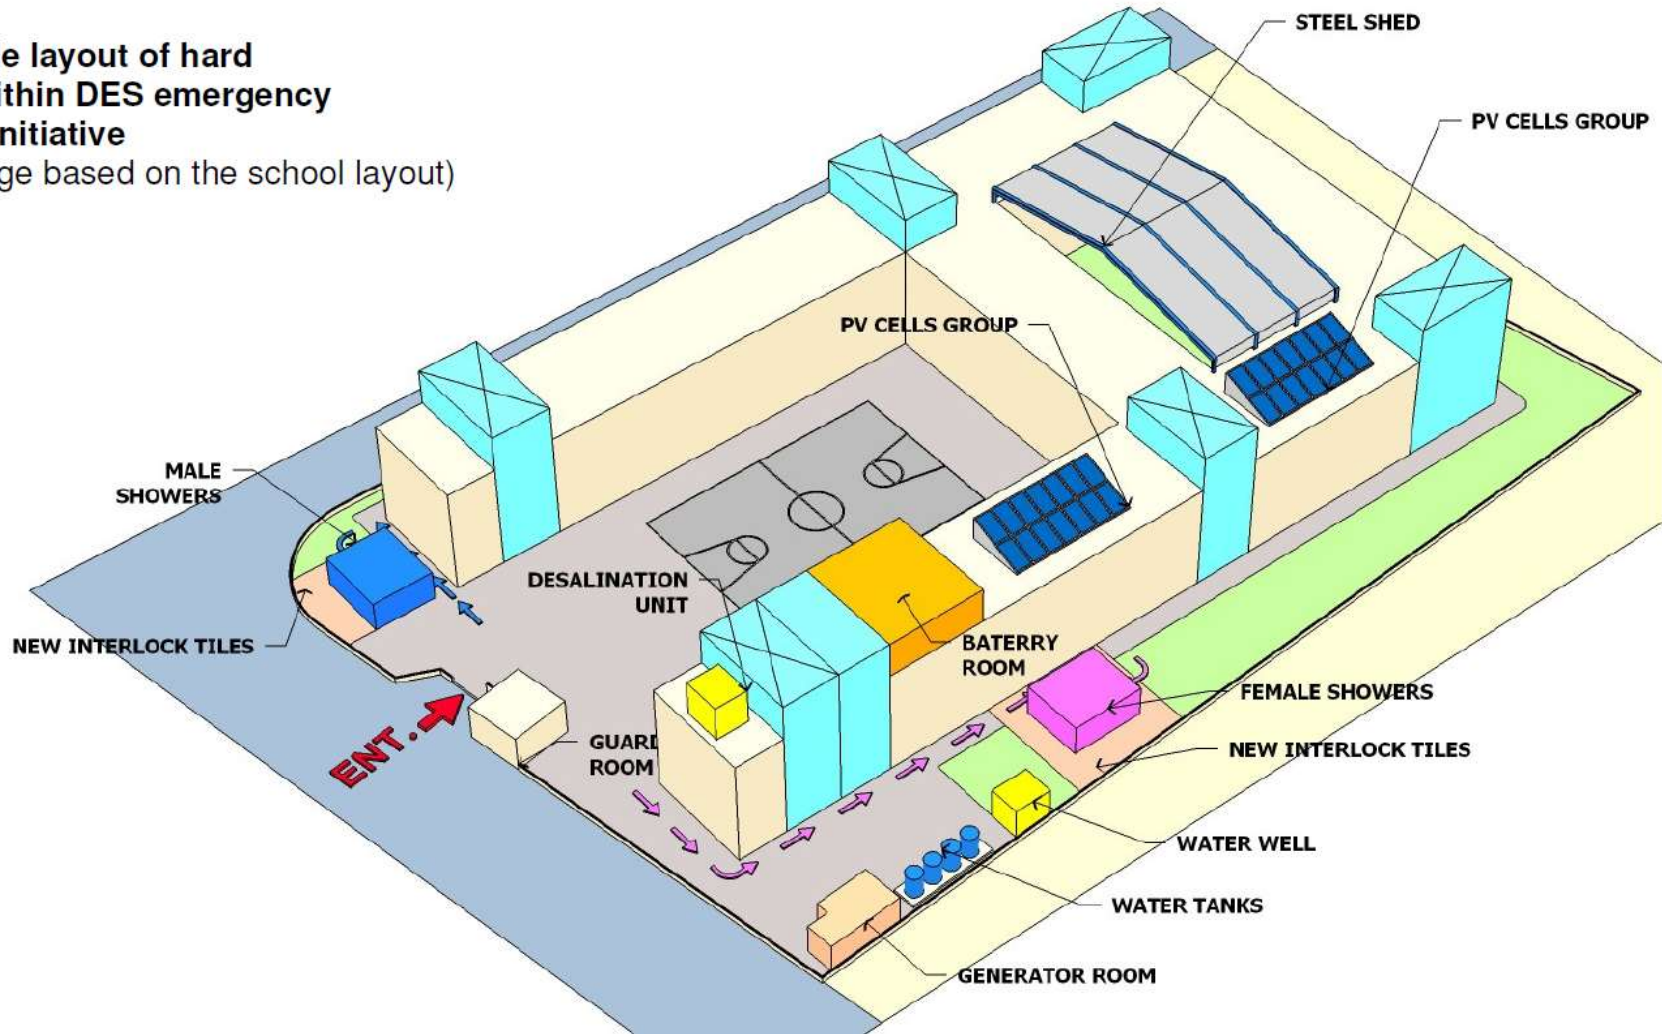 e layout of hard
ithin DES emergency
nitiative
ge based on the school layout)
STEEL SHED
PV CELLS GROUP
PV CELLS GROUP
MALE
SHOWERS
DESALINATION
UNIT
NEW INTERLOCK TILES
BATERRY
ROOM
FEMALE SHOWERS
ENT.
GUARD
ROOM
NEW INTERLOCK TILES
WATER WELL
WATER TANKS
GENERATOR ROOM